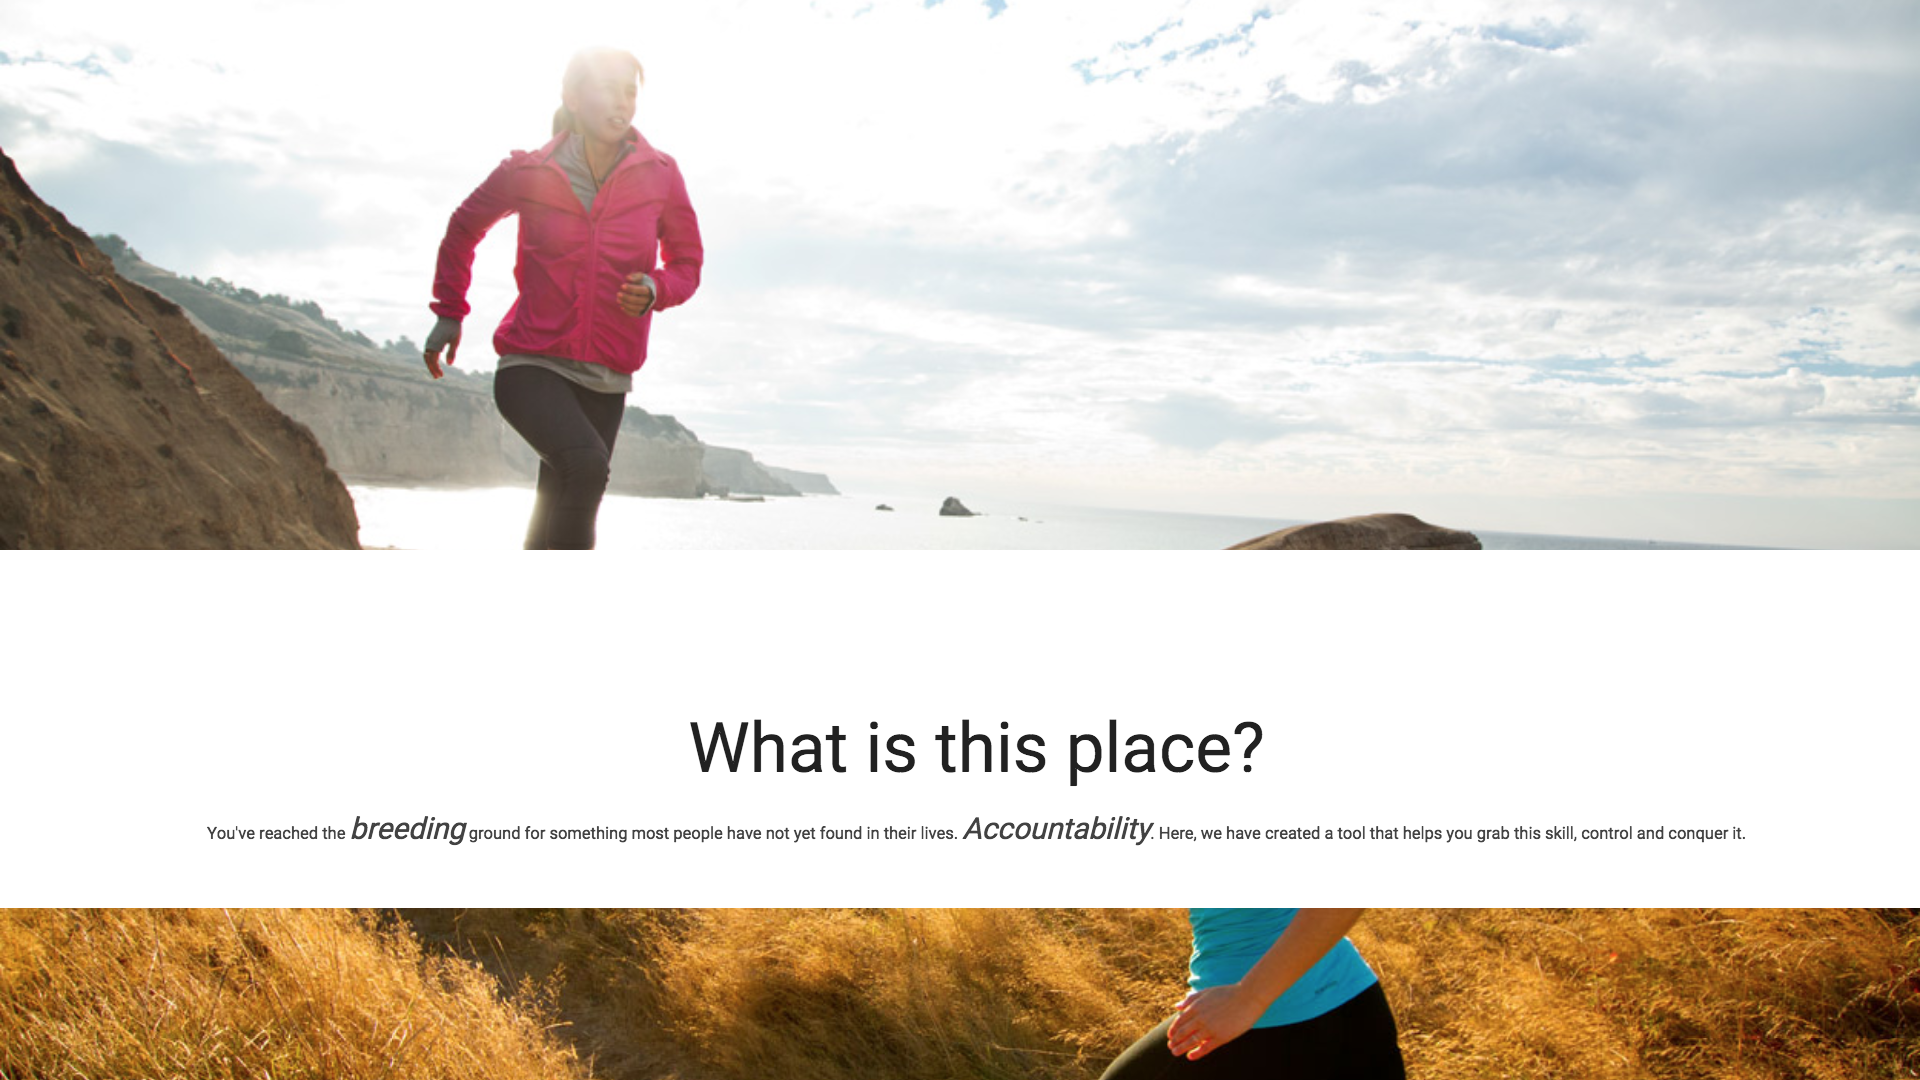 What is this place?
You've reached the breeding ground for something most people have not yet found in their lives. Accountability. Here, we have created a tool that helps you grab this skill, control and conquer it.